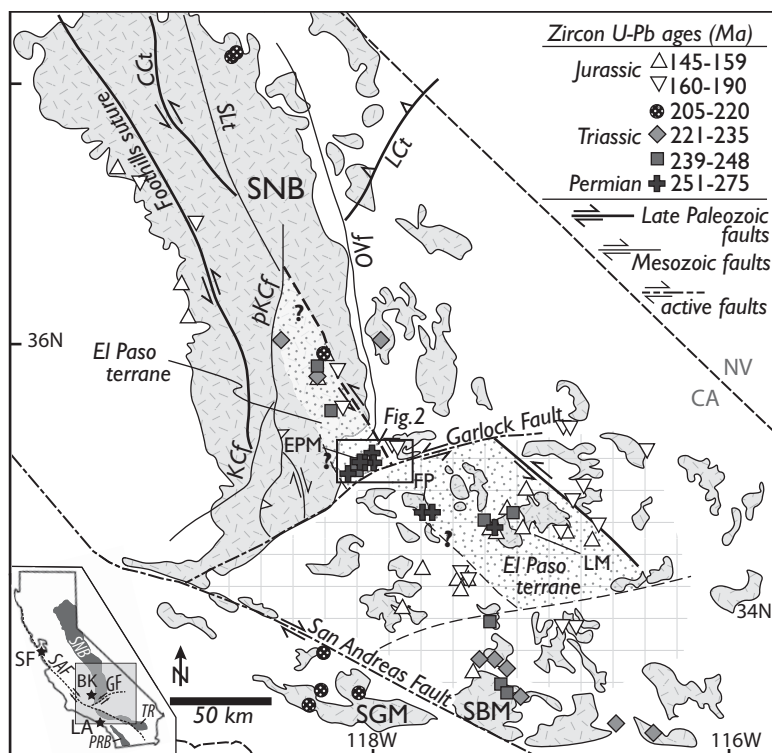 Zircon U-Pb ages (Ma)
Jurassic
145-159
160-190
205-220
Triassic
221-235
239-248
Permian
251-275
Late Paleozoic
faults
Mesozoic faults
active faults
CCt
tLS
Foothills suture
SNB
LCt
OVf
pKCf
?
36N
El Paso
terrane
NV
CA
Fig.2
Garlock Fault
EPM
KCf
?
FP
?
LM
El Paso
terrane
34N
San Andreas Fault
N
50 km
SGM
SBM
118W
116W
SNB
SF
SAF
BK
GF
LA
TR
PRB